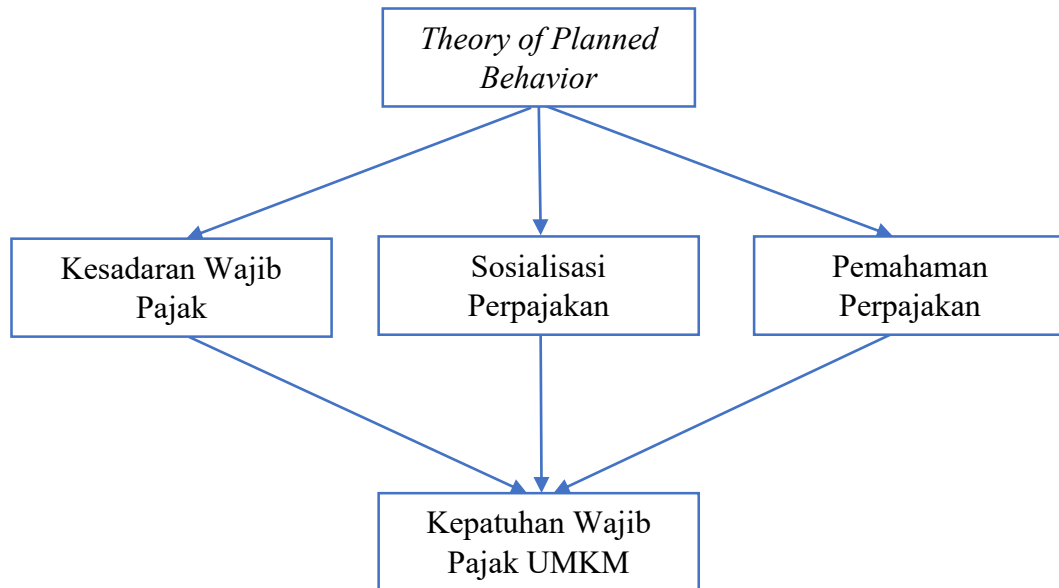 Theory of Planned
Behavior
Kesadaran Wajib
Pajak
Sosialisasi
Perpajakan
Pemahaman
Perpajakan
Kepatuhan Wajib
Pajak UMKM